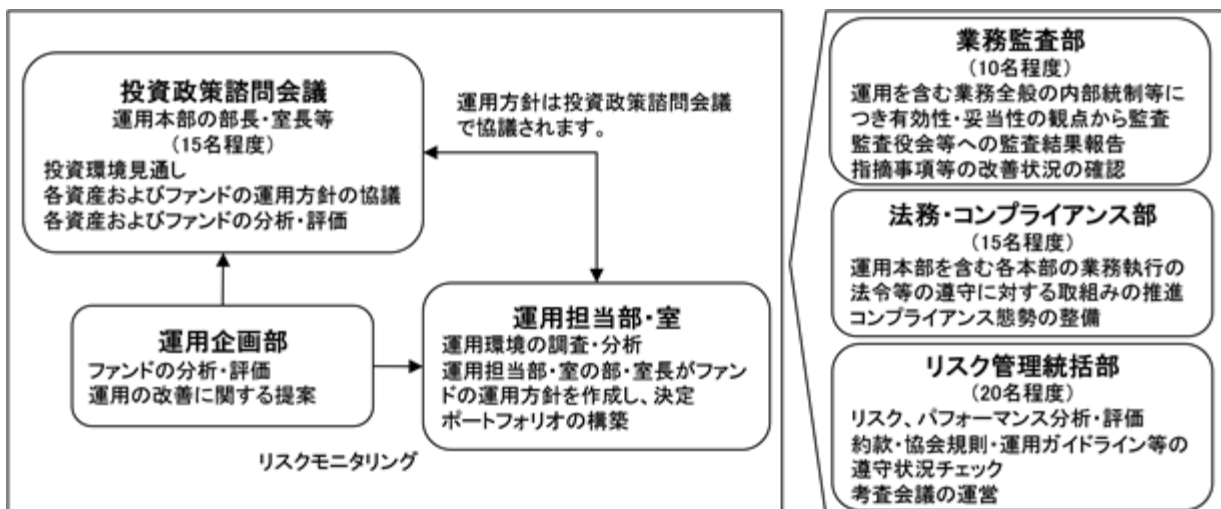 投資政策諮問会議
運用本部の部長・室長等
(15名程度)
投資環境見通し
各資産およびファンドの運用方針の協議
各資産およびファンドの分析・評価
運用方針は投資政策諮問会議
で協議されます。
運用企画部
ファンドの分析・評価
運用の改善に関する提案
運用担当部・室
運用環境の調査・分析
運用担当部・室の部・室長がファン
ドの運用方針を作成し、決定
ポートフォリオの構築
リスクモニタリング
業務監査部
(10名程度)
運用を含む業務全般の内部統制等に
つき有効性・妥当性の観点から監査
監査役会等への監査結果報告
指摘事項等の改善状況の確認
法務・コンプライアンス部
(15名程度)
運用本部を含む各本部の業務執行の
法令等の遵守に対する取組みの推進
コンプライアンス態勢の整備
リスク管理統括部
(20名程度)
リスク、パフォーマンス分析・評価
約款・協会規則・運用ガイドライン等の
遵守状況チェック
考査会議の運営